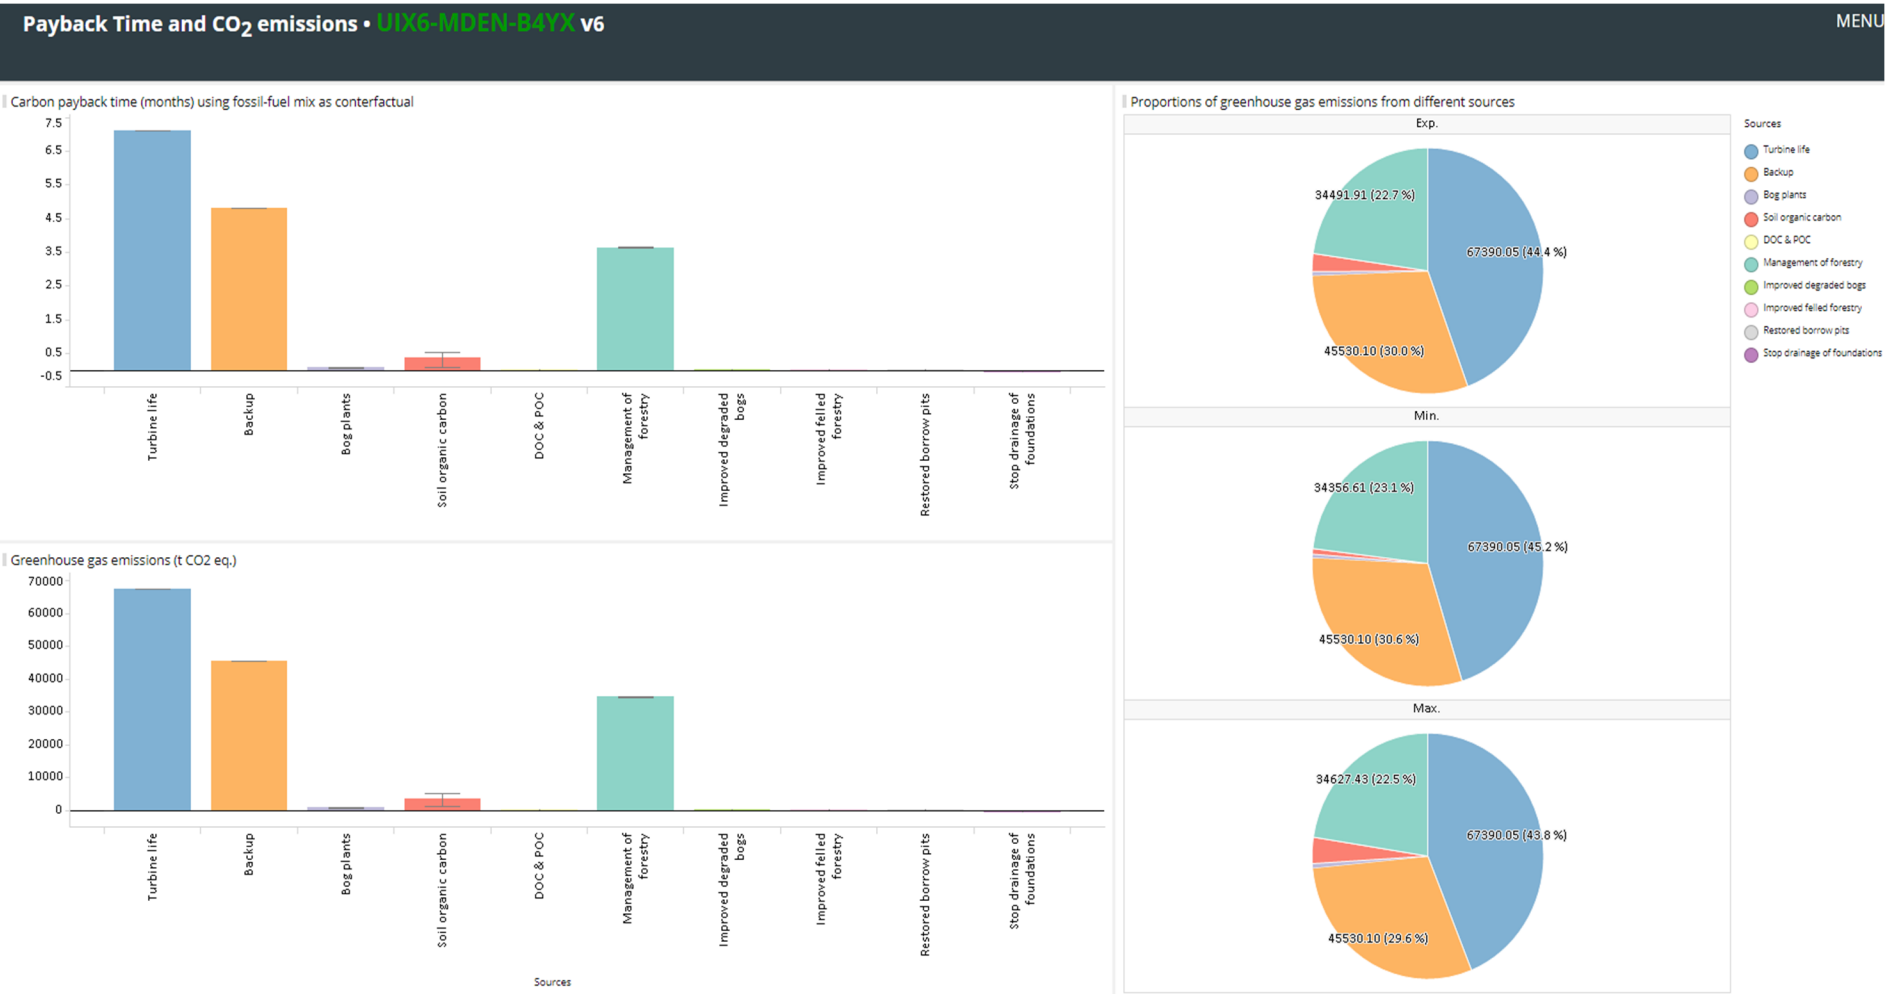 Payback Time and CO2 emissions • UIX6-MDEN-B4YX v6
MENU
Carbon payback time (months) using fossil-fuel mix as conterfactual
7.5
6.5
5.5
4.5
3.5
2.5
1.5
0.5
-0.5
Turbine life
Backup
Bog plants
Soil organic carbon
DOC & POC
Management of
forestry
Improved degraded
bogs
Improved felled
forestry
Restored borrow pits
Stop drainage of
foundations
Greenhouse gas emissions (t CO2 eq.)
70000
60000
50000
40000
30000
20000
10000
0
Turbine life
Backup
Bog plants
Soil organic carbon
DOC & POC
Management of
forestry
Improved degraded
bogs
Improved felled
forestry
Restored borrow pits
Stop drainage of
foundations
Sources
Proportions of greenhouse gas emissions from different sources
Exp.
34491.91 (22.7 %)
67390.05 (44.4 %)
45530.10 (30.0 %)
Min.
34356.61 (23.1 %)
67390.05 (45.2 %)
45530.10 (30.6 %)
Max.
34627.43 (22.5 %)
67390.05 (43.8 %)
45530.10 (29.6 %)
Sources
Turbine life
Backup
Bog plants
Soil organic carbon
DOC & POC
Management of forestry
Improved degraded bogs
Improved felled forestry
Restored borrow pits
Stop drainage of foundations